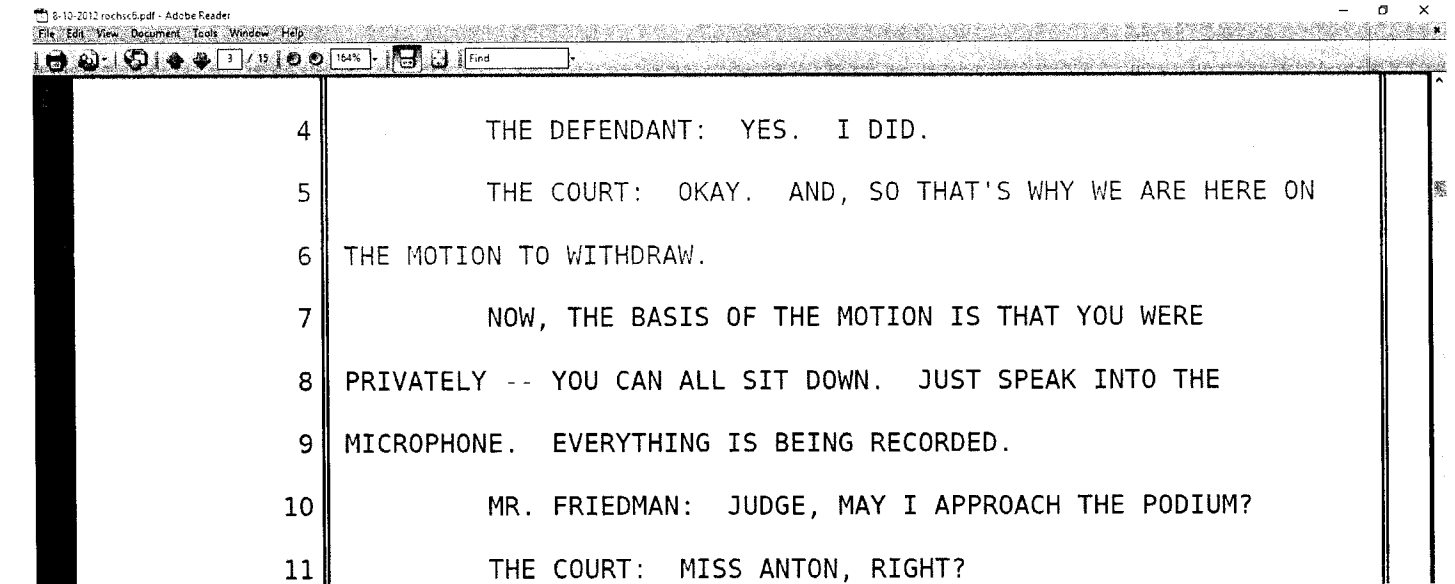 8-10-2012 rochsc6.pdf - Adobe Reader
File Edit View Document Tools Window Help
3 / 15 164% Find
4 THE DEFENDANT: YES. I DID.
5 THE COURT: OKAY. AND, SO THAT'S WHY WE ARE HERE ON
6 THE MOTION TO WITHDRAW.
7 NOW, THE BASIS OF THE MOTION IS THAT YOU WERE
8 PRIVATELY -- YOU CAN ALL SIT DOWN. JUST SPEAK INTO THE
9 MICROPHONE. EVERYTHING IS BEING RECORDED.
10 MR. FRIEDMAN: JUDGE, MAY I APPROACH THE PODIUM?
11 THE COURT: MISS ANTON, RIGHT?